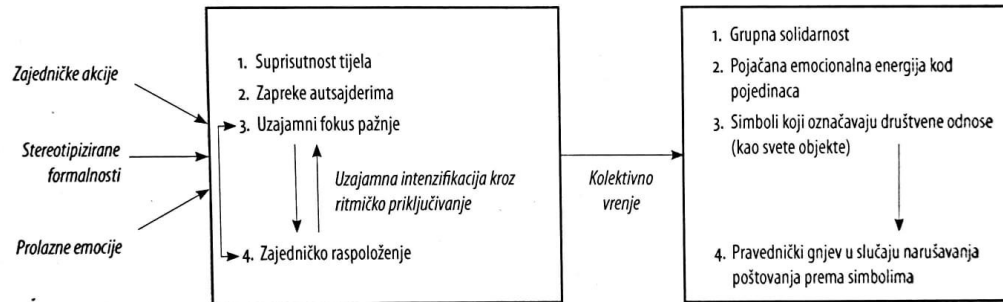 Zajedničke akcije
Stereotipizirane
formalnosti
Prolazne emocije
1. Suprisutnost tijela
2. Zapreke autsajderima
3. Uzajamni fokus pažnje
Uzajamna intenzifikacija kroz
ritmičko priključivanje
4. Zajedničko raspoloženje
Kolektivno
vrenje
1. Grupna solidarnost
2. Pojačana emocionalna energija kod
pojedinaca
3. Simboli koji označavaju društvene odnose
(kao svete objekte)
4. Pravednički gnjev u slučaju narušavanja
poštovanja prema simbolima